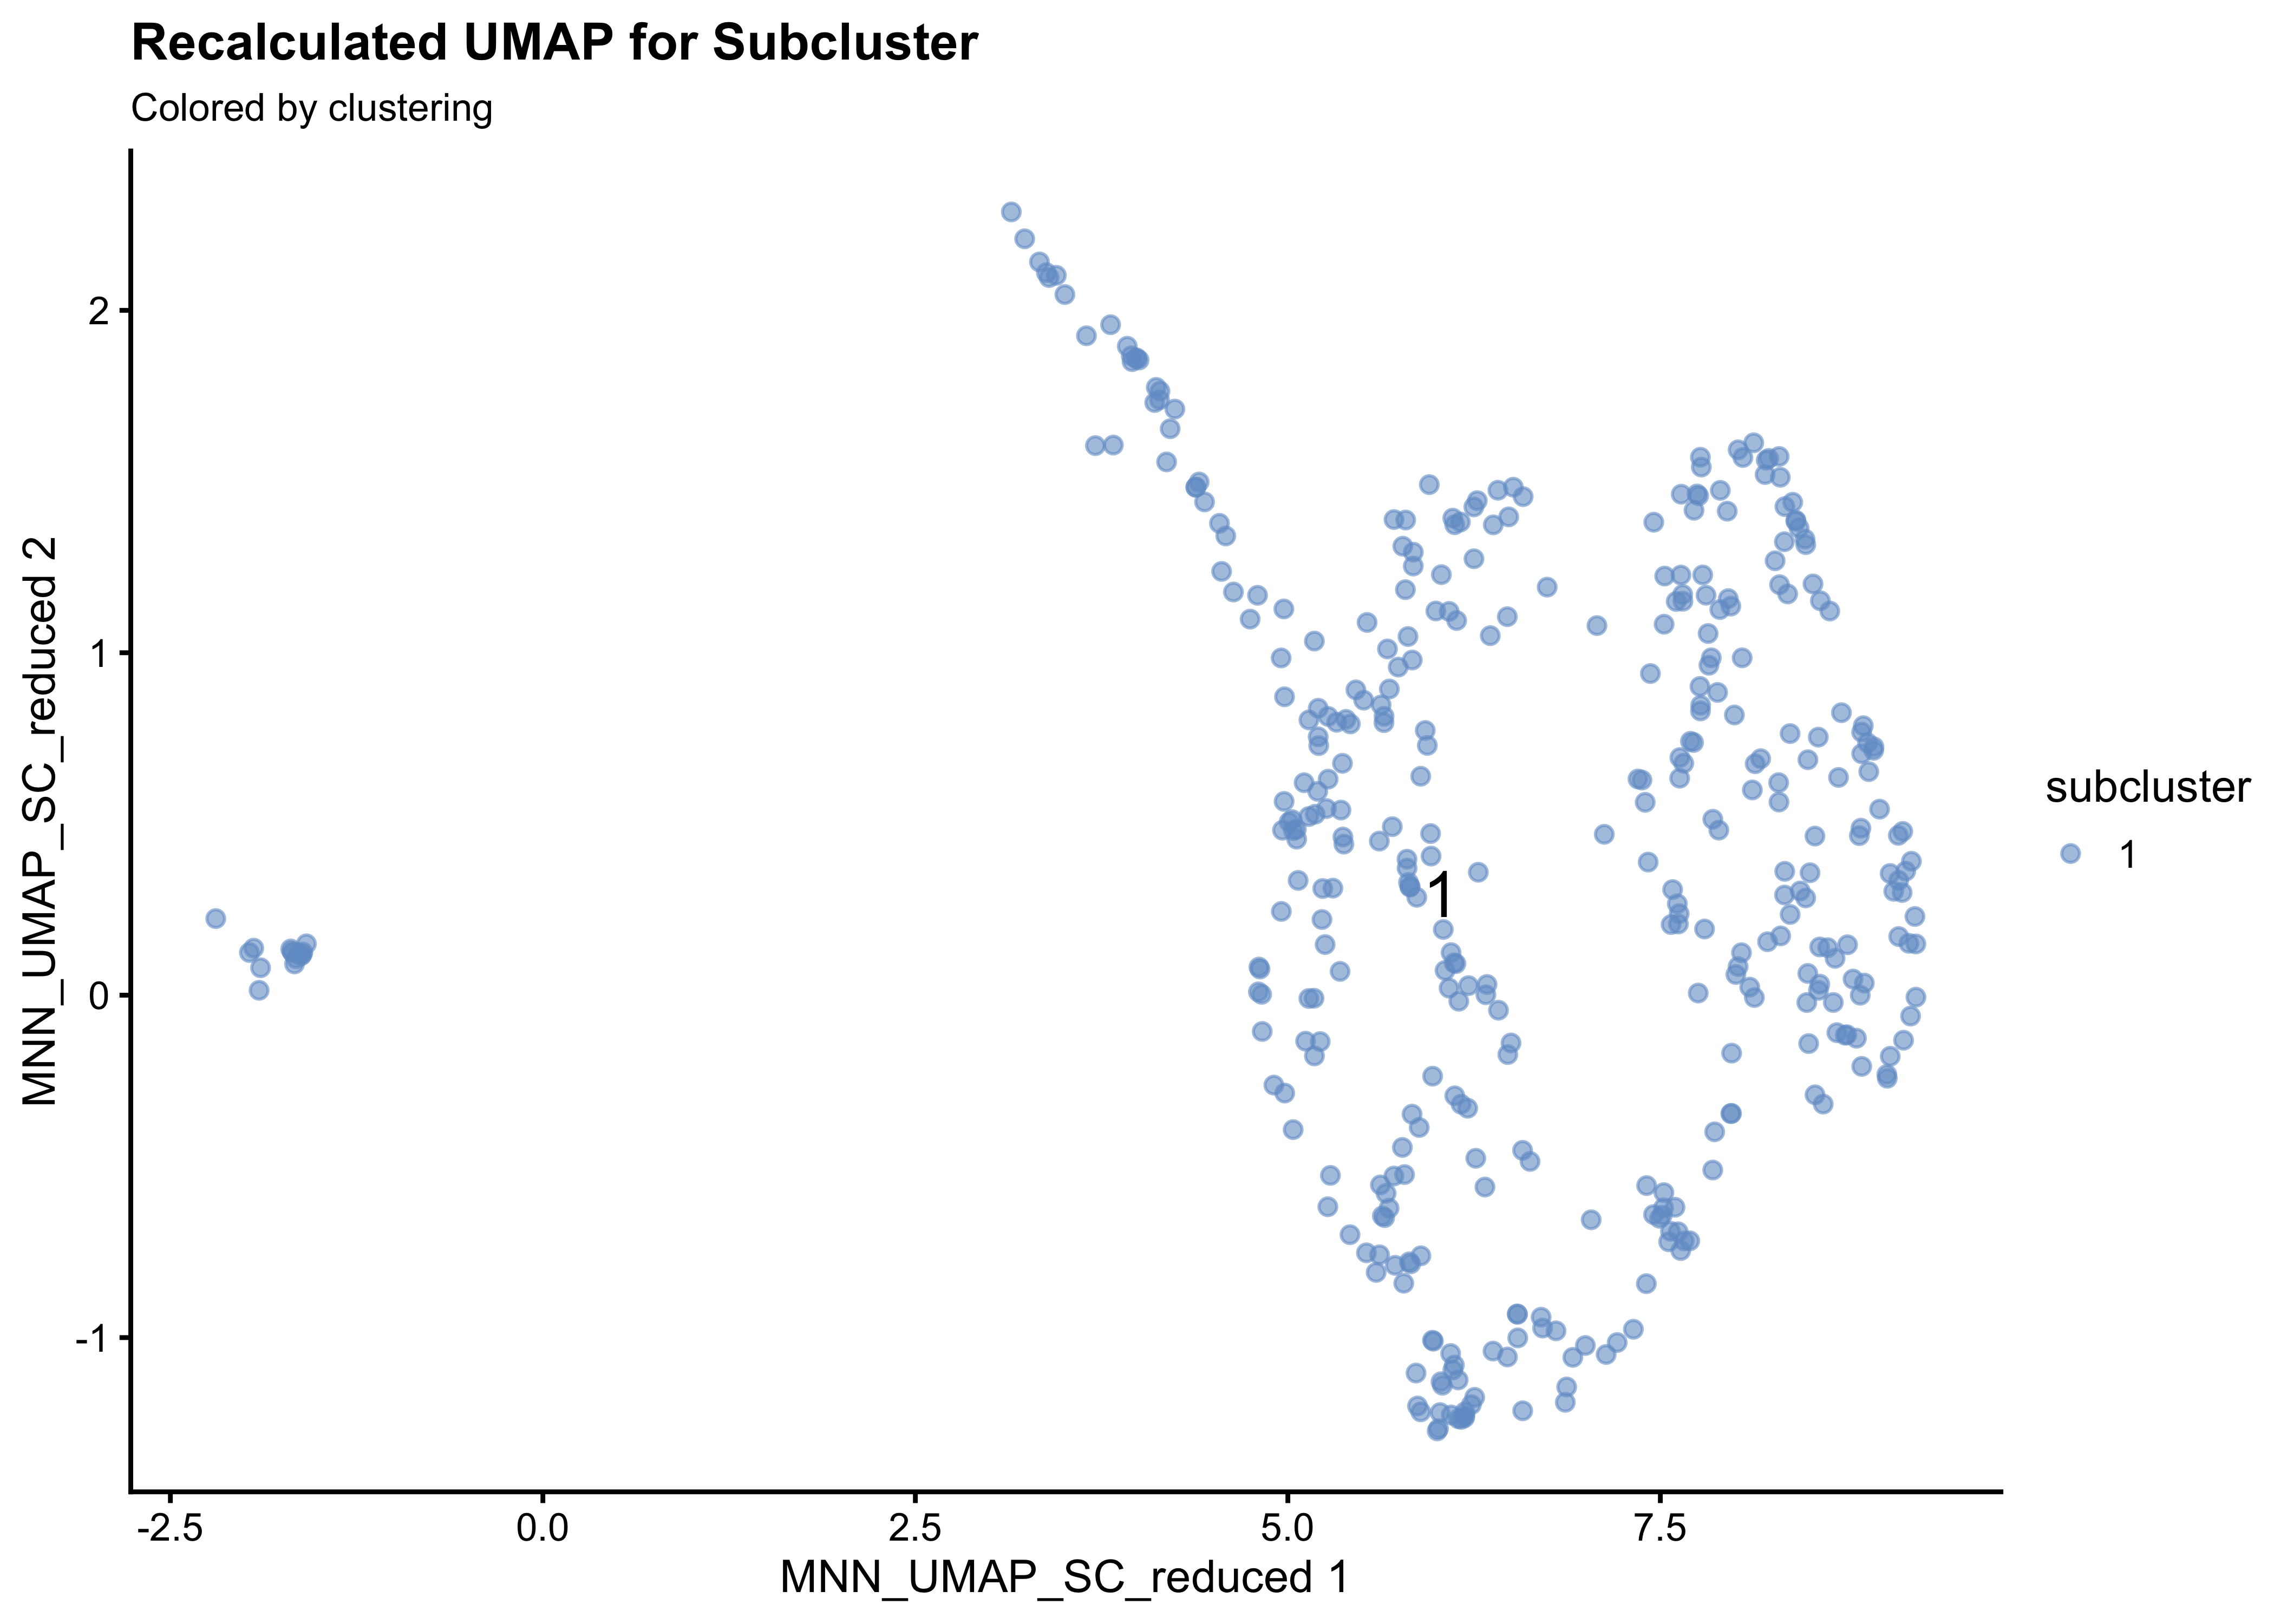 Recalculated UMAP for Subcluster
Colored by clustering
MNN_UMAP_SC_reduced 2
2
1
0
-1
1
subcluster
1
-2.5
0.0
2.5
5.0
7.5
MNN_UMAP_SC_reduced 1